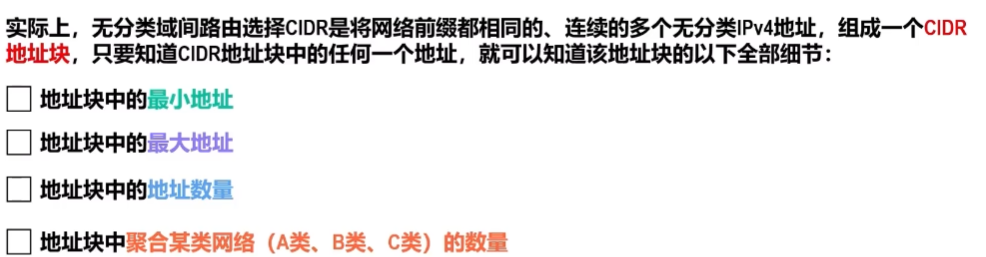 实际上，无分类域间路由选择CIDR是将网络前缀都相同的、连续的多个无分类IPv4地址，组成一个CIDR
地址块，只要知道CIDR地址块中的任何一个地址，就可以知道该地址块的以下全部细节：
地址块中的最小地址
地址块中的最大地址
地址块中的地址数量
地址块中聚合某类网络（A类、B类、C类）的数量